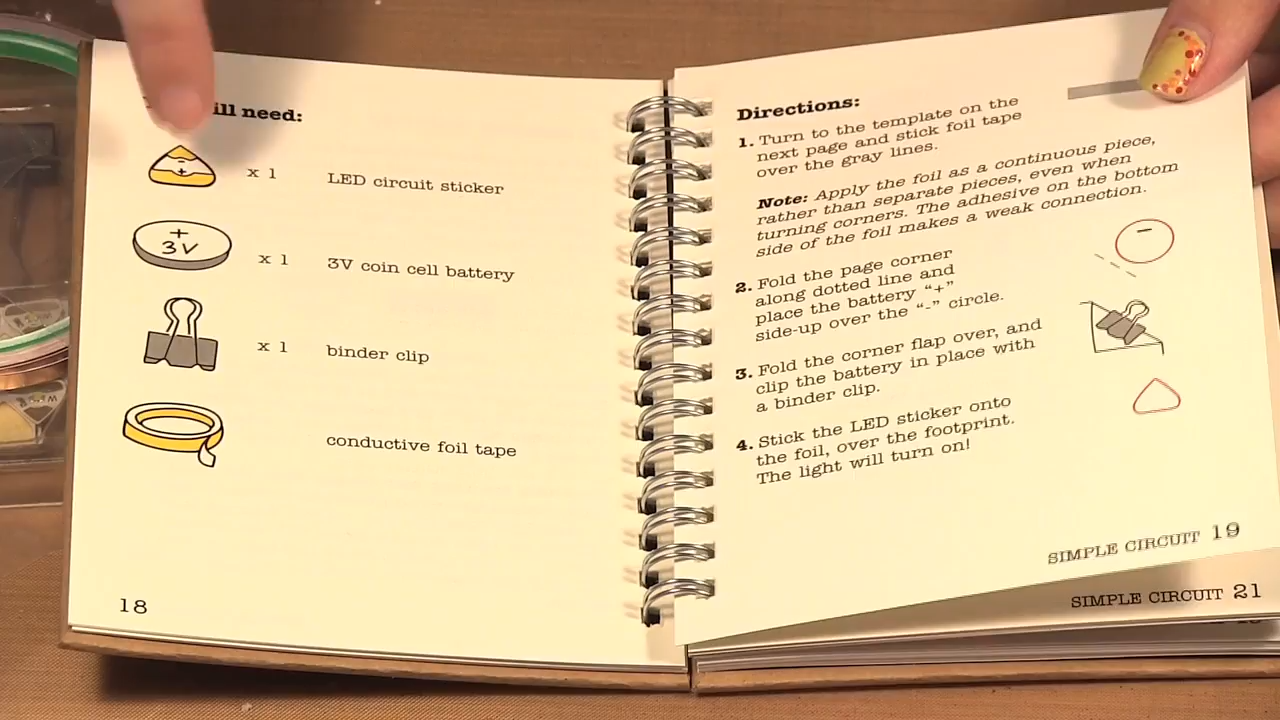 ill need:
- +
x 1 LED circuit sticker
+ 3V
x 1 3V coin cell battery
x 1 binder clip
conductive foil tape
18
Directions:
1. Turn to the template on the
next page and stick foil tape
over the gray lines.
Note: Apply the foil as a continuous piece,
rather than separate pieces, even when
turning corners. The adhesive on the bottom
side of the foil makes a weak connection.
2. Fold the page corner
along dotted line and
place the battery “+”
side-up over the “-” circle.
3. Fold the corner flap over, and
clip the battery in place with
a binder clip.
4. Stick the LED sticker onto
the foil, over the footprint.
The light will turn on!
SIMPLE CIRCUIT 19
SIMPLE CIRCUIT 21